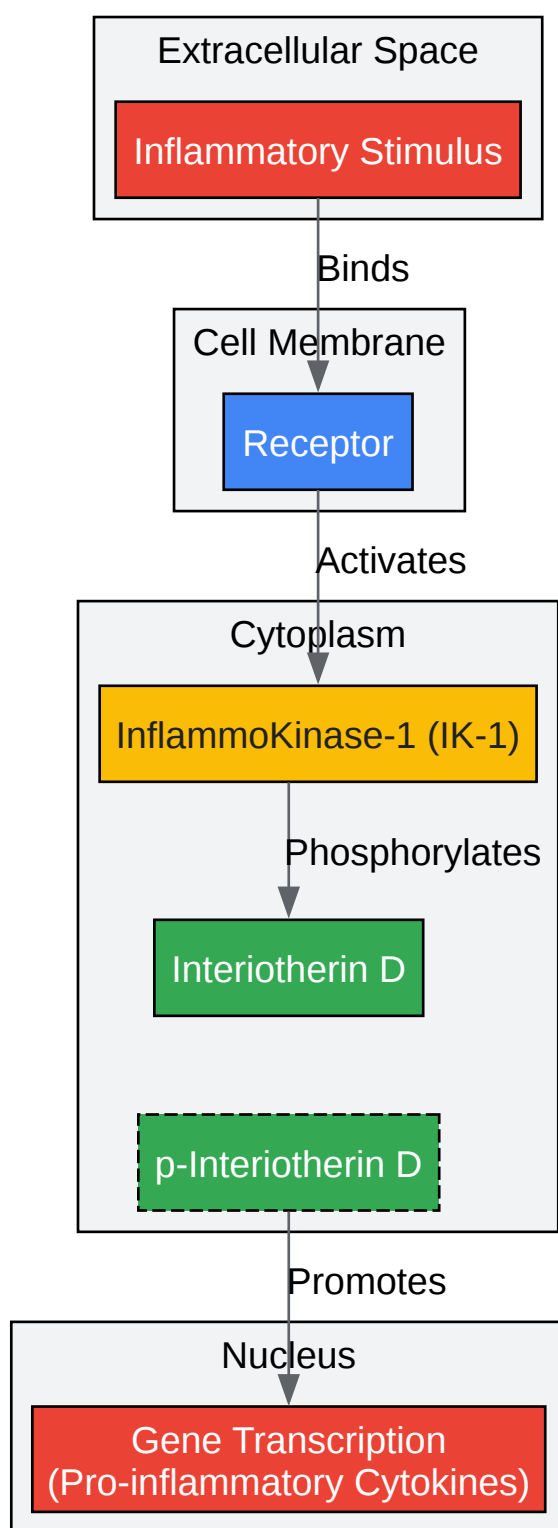 Extracellular Space
Inflammatory Stimulus
Binds
Cell Membrane
Receptor
Activates
Cytoplasm
InflammoKinase-1 (IK-1)
Phosphorylates
Interiotherin D
p-Interiotherin D
Promotes
Nucleus
Gene Transcription
(Pro-inflammatory Cytokines)